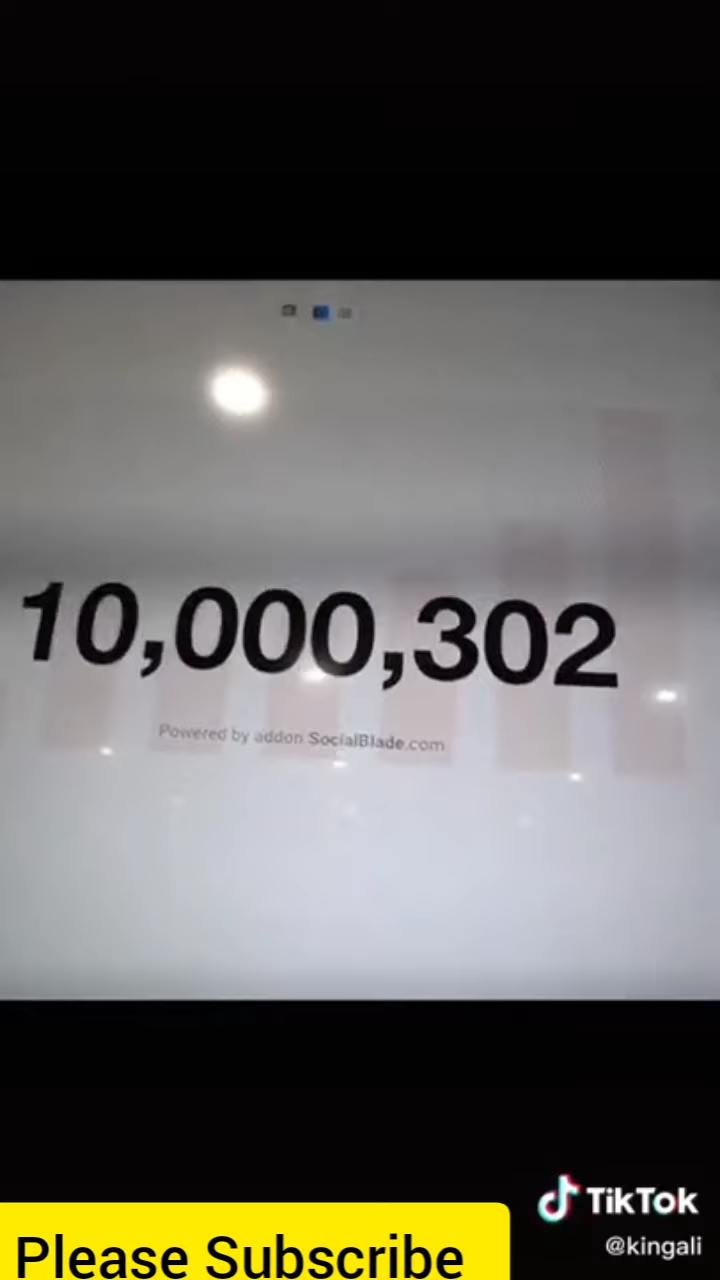 10,000,302
Powered by addon SocialBlade.com
TikTok
@kingali
Please Subscribe